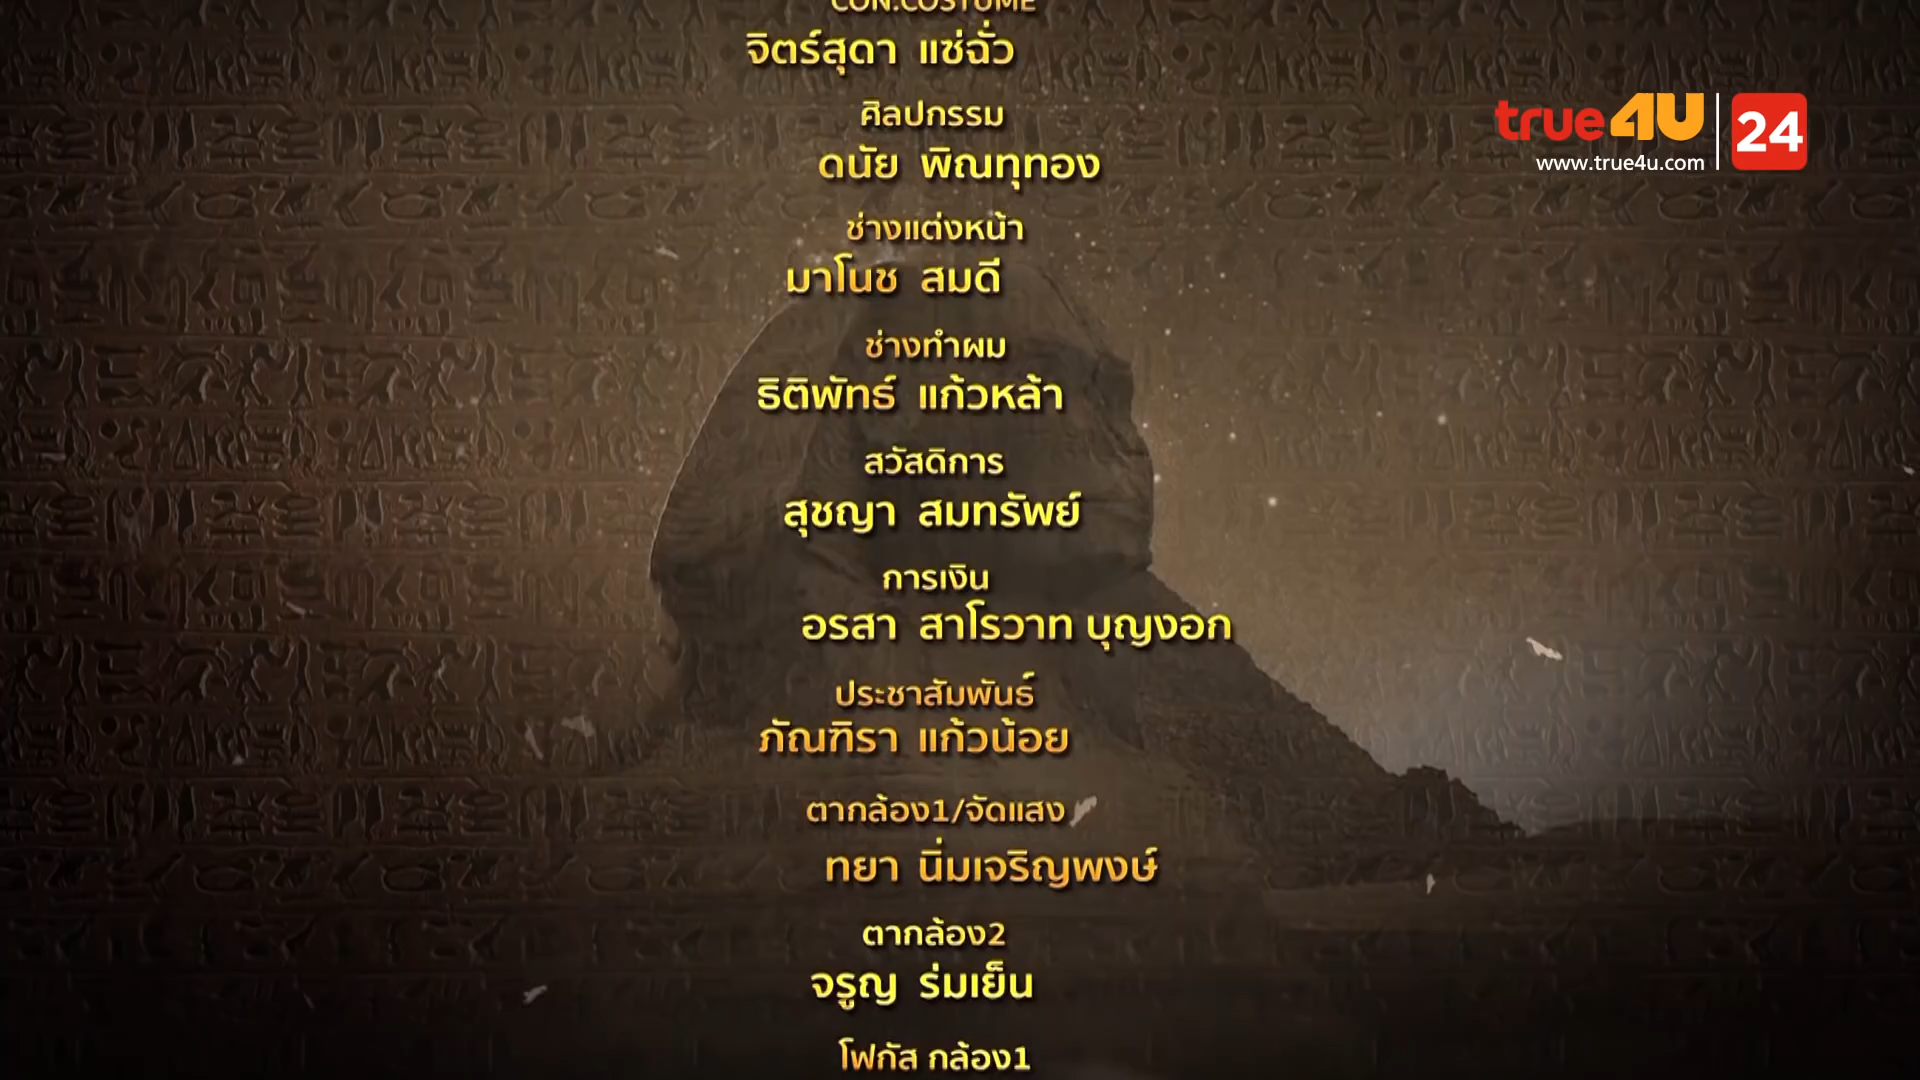 CON.COSTUME
จิตร์สุดา แซ่ฉั่ว
ศิลปกรรม
ดนัย พิณทุทอง
ช่างแต่งหน้า
มาโนช สมดี
ช่างทำผม
ธิติพัทธ์ แก้วหล้า
สวัสดิการ
สุชญา สมทรัพย์
การเงิน
อรสา สาโรวาท บุญงอก
ประชาสัมพันธ์
ภัณฑิรา แก้วน้อย
ตากล้อง1/จัดแสง
ทยา นิ่มเจริญพงษ์
ตากล้อง2
จรูญ ร่มเย็น
โฟกัส กล้อง1
true4U 24
www.true4u.com